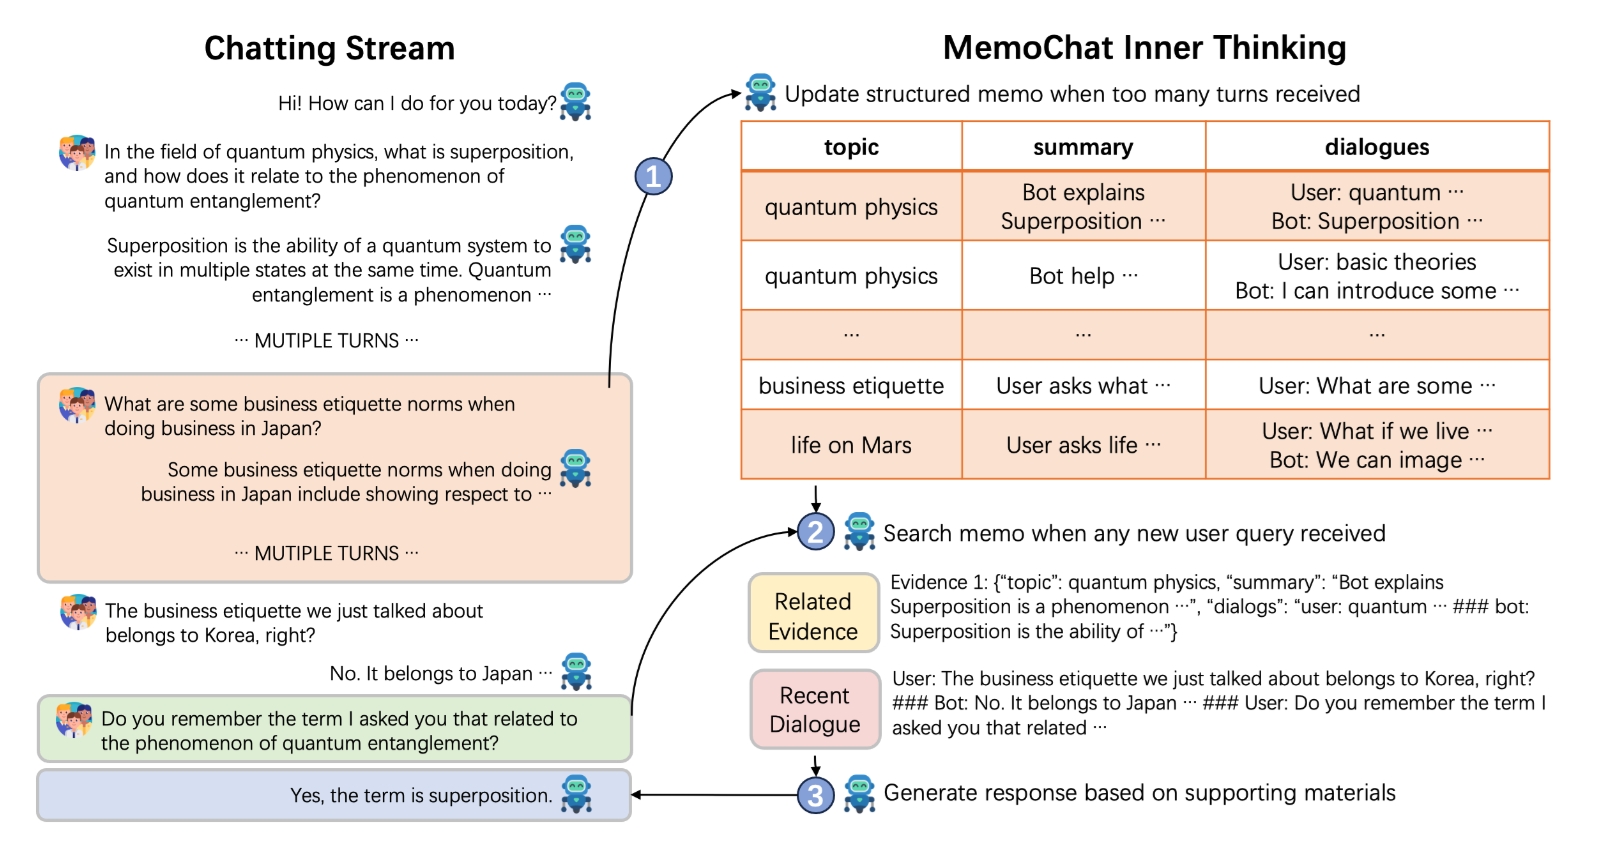 Chatting Stream
Hi! How can I do for you today?
In the field of quantum physics, what is superposition,
and how does it relate to the phenomenon of
quantum entanglement?
Superposition is the ability of a quantum system to
exist in multiple states at the same time. Quantum
entanglement is a phenomenon ···
··· MUTIPLE TURNS ···
What are some business etiquette norms when
doing business in Japan?
Some business etiquette norms when doing
business in Japan include showing respect to ···
··· MUTIPLE TURNS ···
The business etiquette we just talked about
belongs to Korea, right?
No. It belongs to Japan ···
Do you remember the term I asked you that related to
the phenomenon of quantum entanglement?
Yes, the term is superposition.
MemoChat Inner Thinking
1
Update structured memo when too many turns received
topic summary dialogues
quantum physics
Bot explains
Superposition ···
User: quantum ···
Bot: Superposition ···
quantum physics
Bot help ···
User: basic theories
Bot: I can introduce some ···
··· ··· ···
business etiquette User asks what ··· User: What are some ···
life on Mars
User asks life ···
User: What if we live ···
Bot: We can image ···
2
Search memo when any new user query received
Related
Evidence
Evidence 1: {“topic”: quantum physics, “summary”: “Bot explains
Superposition is a phenomenon ···”, “dialogs”: “user: quantum ··· ### bot:
Superposition is the ability of ···”}
Recent
Dialogue
User: The business etiquette we just talked about belongs to Korea, right?
### Bot: No. It belongs to Japan ··· ### User: Do you remember the term I
asked you that related ···
3
Generate response based on supporting materials